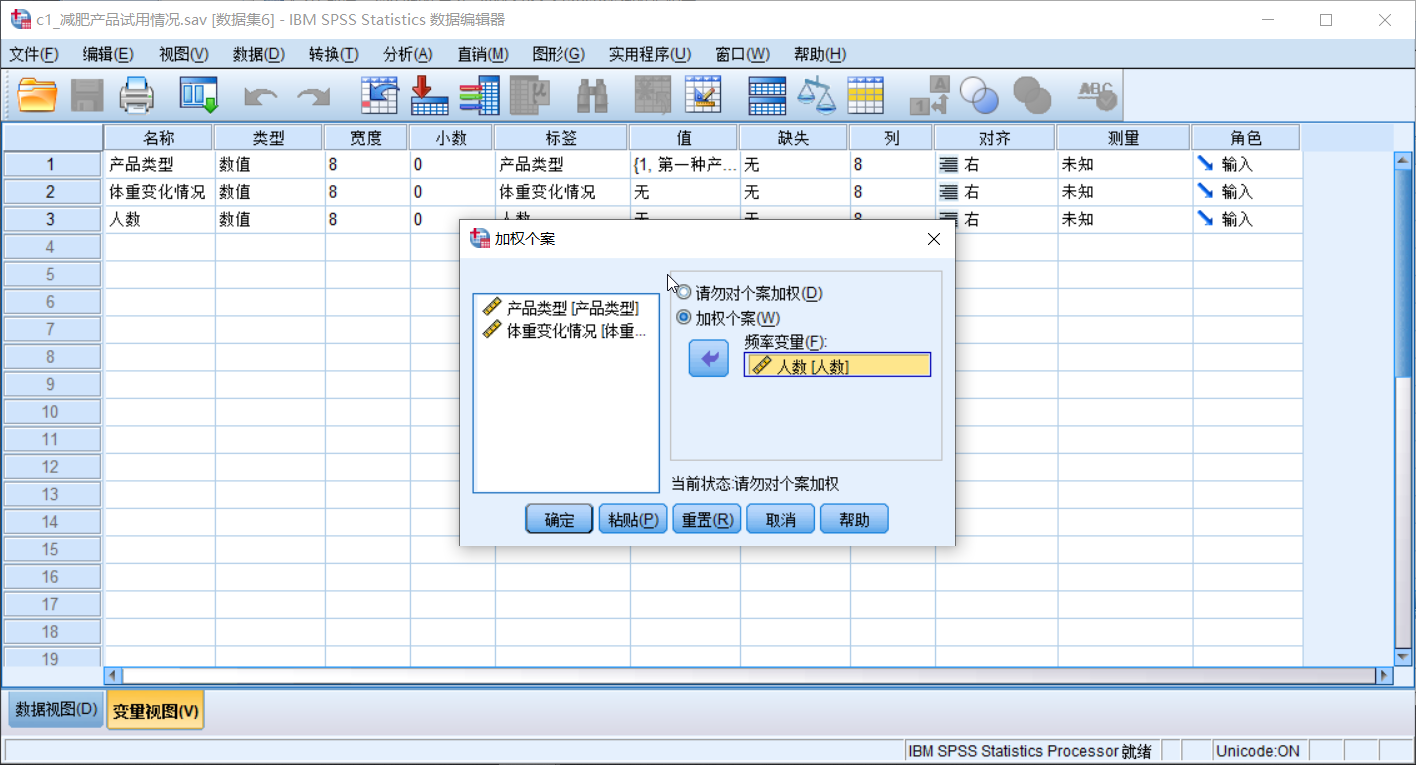 c1_减肥产品试用情况.sav [数据集6] - IBM SPSS Statistics 数据编辑器
文件(F) 编辑(E) 视图(V) 数据(D) 转换(T) 分析(A) 直销(M) 图形(G) 实用程序(U) 窗口(W) 帮助(H)
名称 类型 宽度 小数 标签 值 缺失 列 对齐 测量 角色
1 产品类型 数值 8 0 产品类型 {1, 第一种产... 无 8 右 未知 输入
2 体重变化情况 数值 8 0 体重变化情况 无 无 8 右 未知 输入
3 人数 数值 8 0 人数 无 无 8 右 未知 输入
4
5
6
7
8
9
10
11
12
13
14
15
16
17
18
19
加权个案
产品类型 [产品类型]
体重变化情况 [体重...
请勿对个案加权(D)
加权个案(W)
频率变量(F):
人数 [人数]
当前状态:请勿对个案加权
确定 粘贴(P) 重置(R) 取消 帮助
数据视图(D) 变量视图(V)
IBM SPSS Statistics Processor 就绪 Unicode:ON